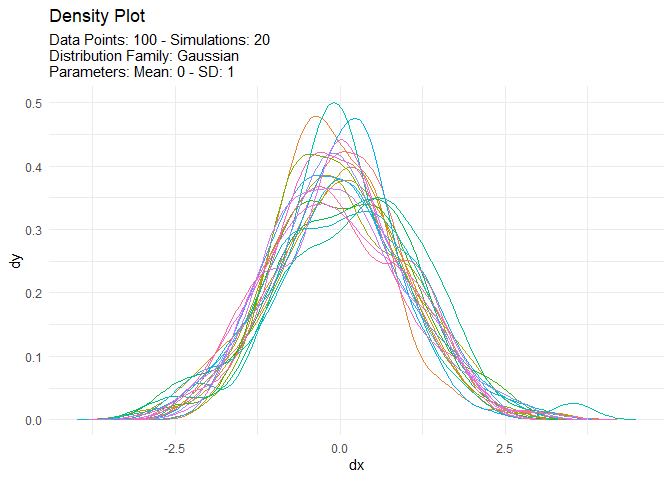 Density Plot
Data Points: 100 - Simulations: 20
Distribution Family: Gaussian
Parameters: Mean: 0 - SD: 1
0.5
0.4
0.3
0.2
0.1
0.0
dy
-2.5
0.0
2.5
dx